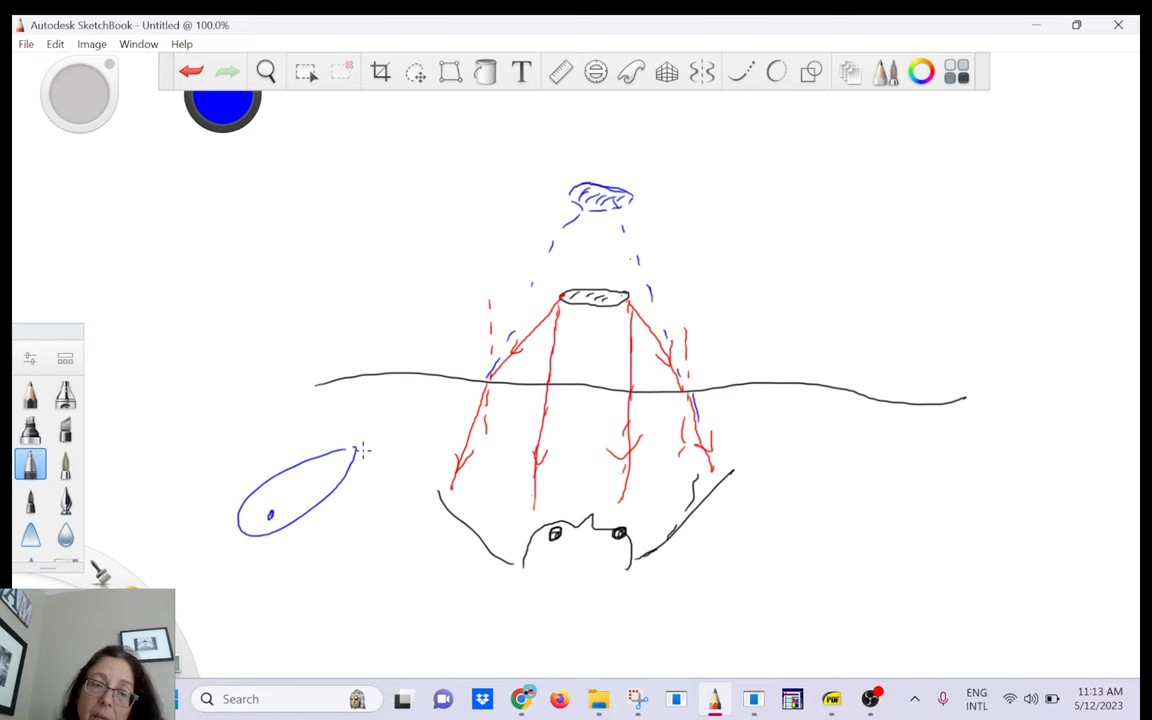 Autodesk SketchBook - Untitled @ 100.0%
File Edit Image Window Help
T
Search
PDF
ENG
INTL
11:13 AM
5/12/2023